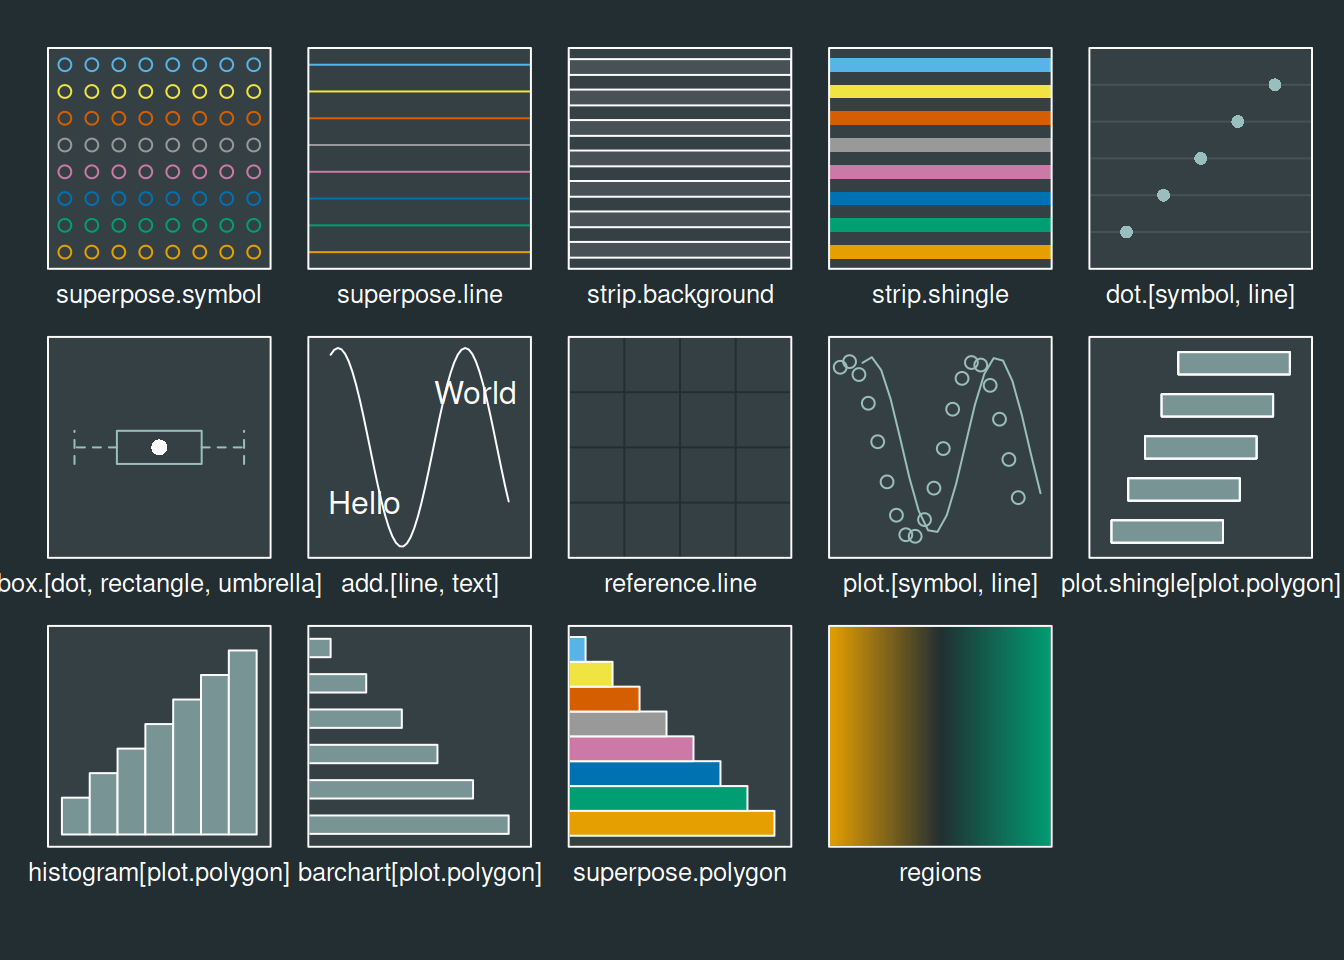 superpose.symbol
superpose.line
strip.background
strip.shingle
dot.[symbol, line]
World
Hello
box.[dot, rectangle, umbrella]
add.[line, text]
reference.line
plot.[symbol, line]
plot.shingle[plot.polygon]
histogram[plot.polygon]
barchart[plot.polygon]
superpose.polygon
regions